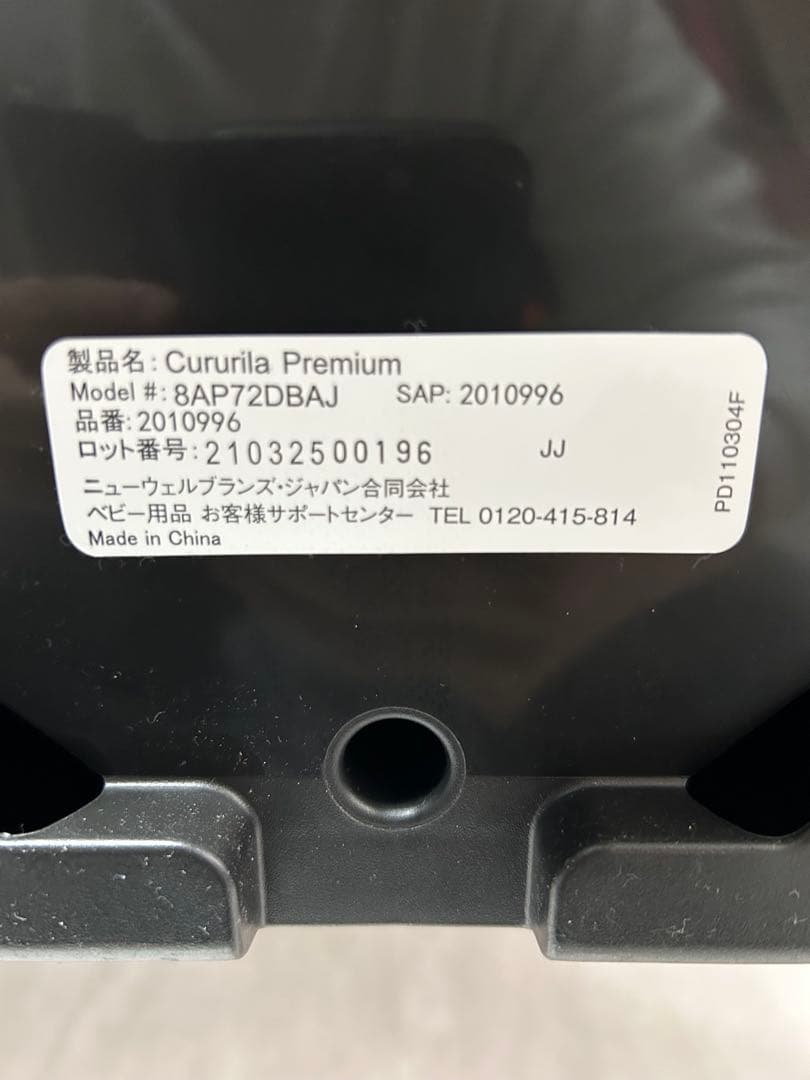 製品名: Cururila Premium
Model #: 8AP72DBAJ SAP: 2010996
品番: 2010996
ロット番号: 21032500196 JJ
ニューウェルブランズ・ジャパン合同会社
ベビー用品 お客様サポートセンター TEL 0120-415-814
Made in China
PD110304F